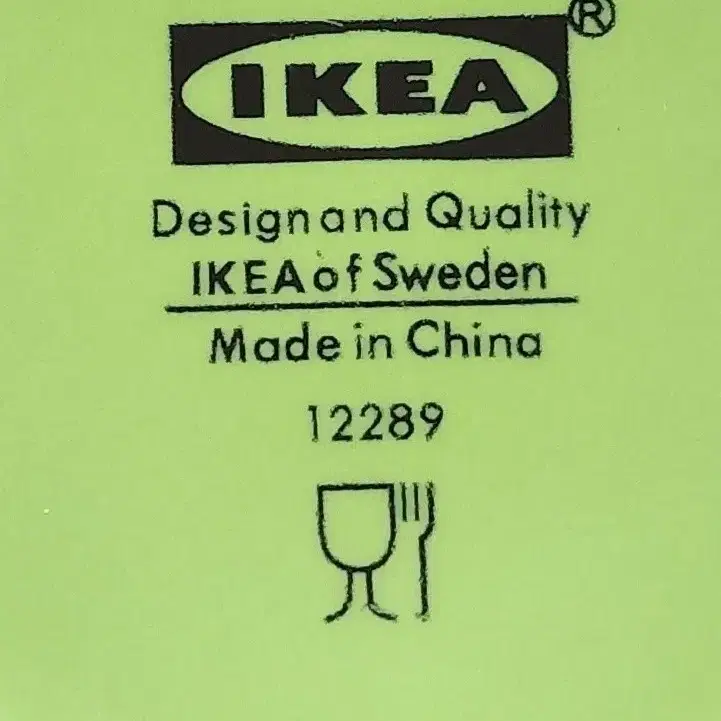 IKEA®
Design and Quality
IKEA of Sweden
Made in China
12289